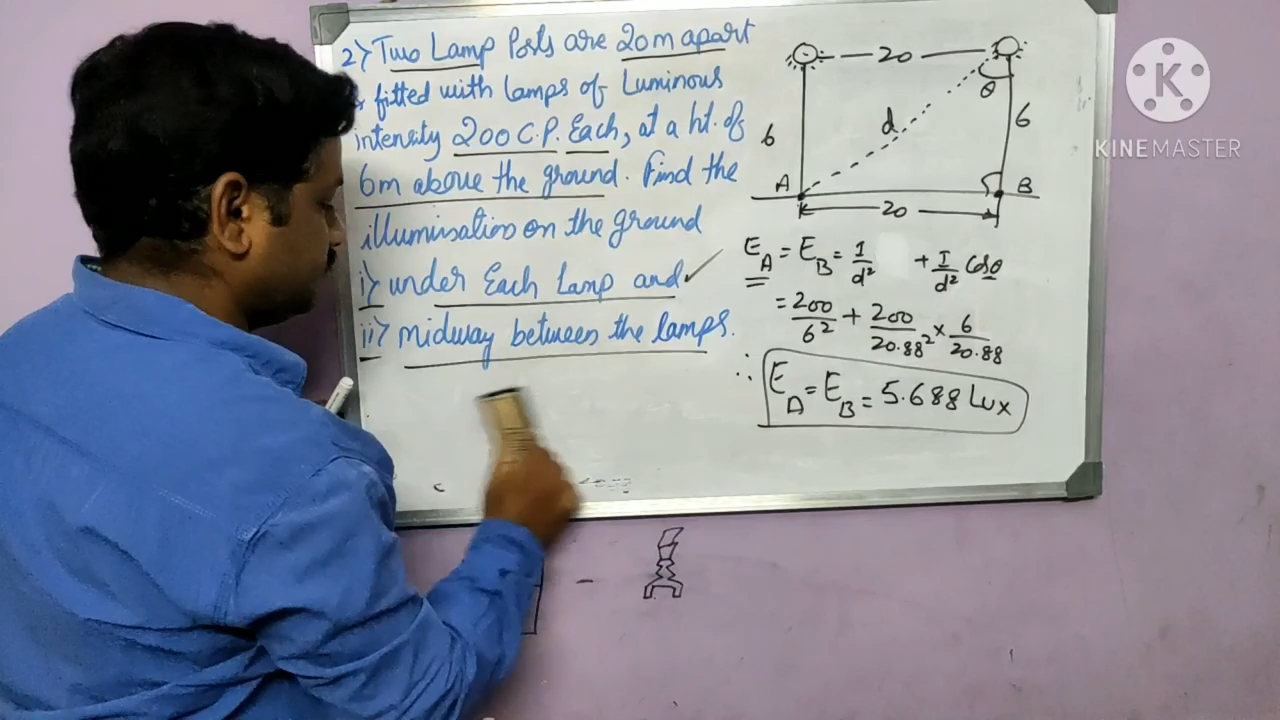 2) Two Lamp Posts are 20m apart
& fitted with lamps of Luminous
intensity 200 C.P. Each, at a ht. of
6m above the ground. Find the
illumination on the ground
i) under Each Lamp and ✓
ii) midway between the lamps.
20
θ
d
6
6
A
B
20
E_A = E_B = I/d² + I/d² Cosθ
= 200/6² + 200/20.88² × 6/20.88
∴ E_A = E_B = 5.688 Lux
K
KINEMASTER